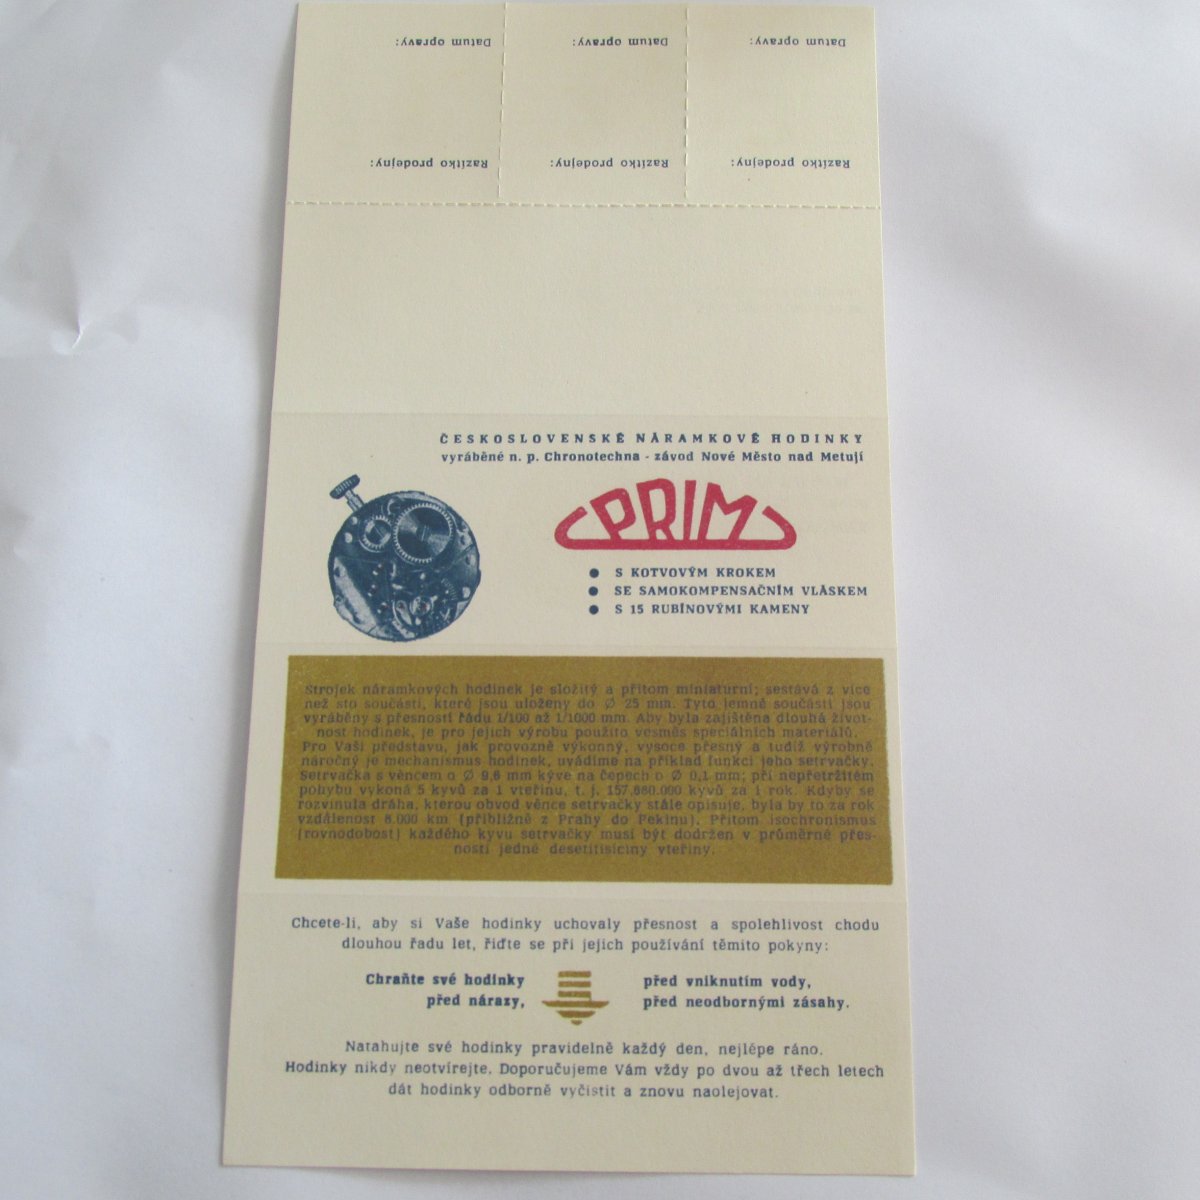 Datum opravy: Datum opravy: Datum opravy:
Razítko prodejny: Razítko prodejny: Razítko prodejny:
ČESKOSLOVENSKÉ NÁRAMKOVÉ HODINKY
vyráběné n. p. Chronotechna - závod Nové Město nad Metují
PRIM
● S KOTVOVÝM KROKEM
● SE SAMOKOMPENSAČNÍM VLÁSKEM
● S 15 RUBÍNOVÝMI KAMENY
Strojek náramkových hodinek je složitý a přitom miniaturní; sestává z více
než sto součástí, které jsou uloženy do ∅ 25 mm. Tyto jemné součásti jsou
vyráběny s přesností řádu 1/100 až 1/1000 mm. Aby byla zajištěna dlouhá život-
nost hodinek, je pro jejich výrobu použito vesměs speciálních materiálů.
Pro Vaši představu, jak provozně výkonný, vysoce přesný a tudíž výrobně
náročný je mechanismus hodinek, uvádíme na příklad funkci jeho setrvačky.
Setrvačka s věncem o ∅ 9,6 mm kýve na čepech o ∅ 0,1 mm; při nepřetržitém
pohybu vykoná 5 kyvů za 1 vteřinu, t. j. 157,680.000 kyvů za 1 rok. Kdyby se
rozvinula dráha, kterou obvod věnce setrvačky stále opisuje, byla by to za rok
vzdálenost 8.000 km (přibližně z Prahy do Pekinu). Přitom isochronismus
(rovnodobost) každého kyvu setrvačky musí být dodržen v průměrné přes-
nosti jedné desetitisíciny vteřiny.
Chcete-li, aby si Vaše hodinky uchovaly přesnost a spolehlivost chodu
dlouhou řadu let, řiďte se při jejich používání těmito pokyny:
Chraňte své hodinky před vniknutím vody,
před nárazy, před neodbornými zásahy.
Natahujte své hodinky pravidelně každý den, nejlépe ráno.
Hodinky nikdy neotvírejte. Doporučujeme Vám vždy po dvou až třech letech
dát hodinky odborně vyčistit a znovu naolejovat.